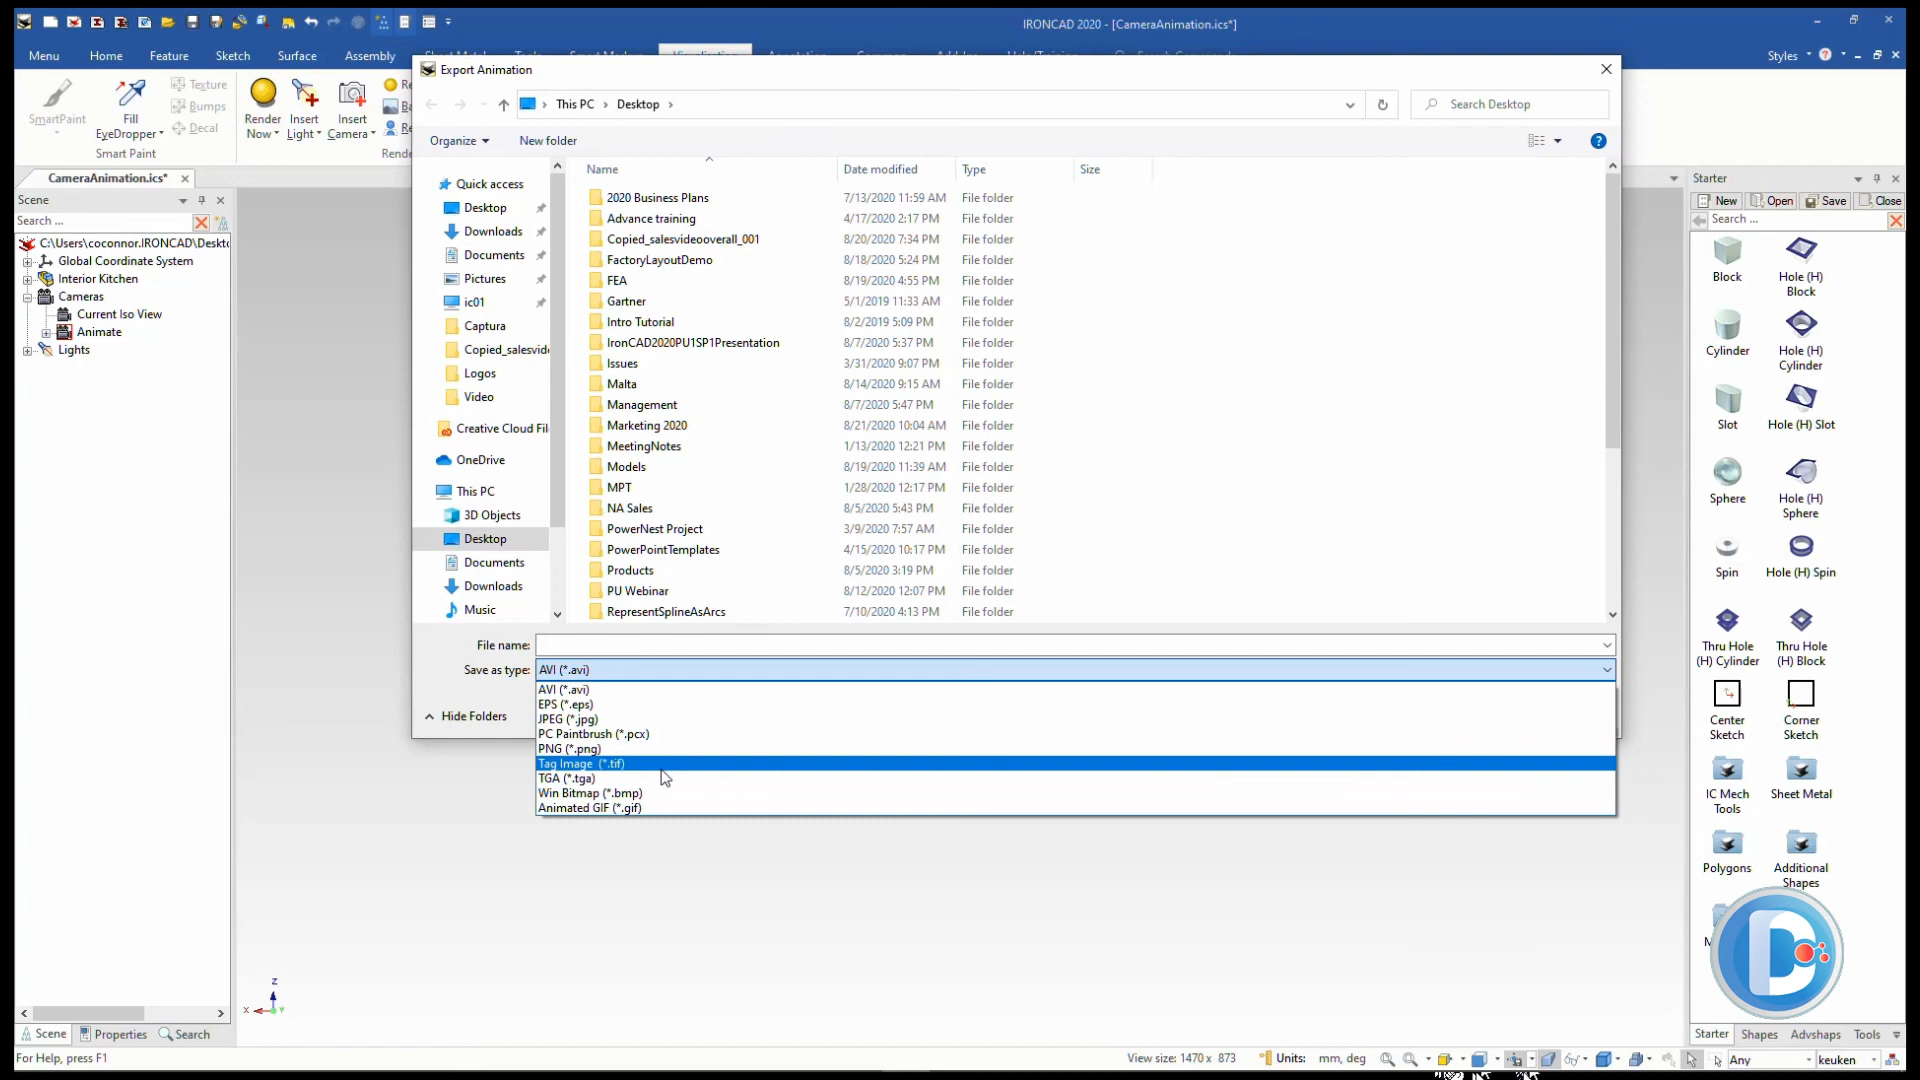 IRONCAD 2020 - [CameraAnimation.ics*]
Menu Home Feature Sketch Surface Assembly
Styles
SmartPaint
Fill EyeDropper
Texture
Bumps
Decal
Smart Paint
Render Now
Insert Light
Insert Camera
Export Animation
This PC > Desktop >
Search Desktop
Organize New folder
CameraAnimation.ics*
Scene
Search ...
C:\Users\coconnor.IRONCAD\Deskt
Global Coordinate System
Interior Kitchen
Cameras
Current Iso View
Animate
Lights
Quick access
Desktop
Downloads
Documents
Pictures
ic01
Captura
Copied_salesvid
Logos
Video
Creative Cloud Fil
OneDrive
This PC
3D Objects
Desktop
Documents
Downloads
Music
Name Date modified Type Size
2020 Business Plans 7/13/2020 11:59 AM File folder
Advance training 4/17/2020 2:17 PM File folder
Copied_salesvideooverall_001 8/20/2020 7:34 PM File folder
FactoryLayoutDemo 8/18/2020 5:24 PM File folder
FEA 8/19/2020 4:55 PM File folder
Gartner 5/1/2019 11:33 AM File folder
Intro Tutorial 8/2/2019 5:09 PM File folder
IronCAD2020PU1SP1Presentation 8/7/2020 5:37 PM File folder
Issues 3/31/2020 9:07 PM File folder
Malta 8/14/2020 9:15 AM File folder
Management 8/7/2020 5:47 PM File folder
Marketing 2020 8/21/2020 10:04 AM File folder
MeetingNotes 1/13/2020 12:21 PM File folder
Models 8/19/2020 11:39 AM File folder
MPT 1/28/2020 12:17 PM File folder
NA Sales 8/5/2020 5:43 PM File folder
PowerNest Project 3/9/2020 7:57 AM File folder
PowerPointTemplates 4/15/2020 10:17 PM File folder
Products 8/5/2020 3:19 PM File folder
PU Webinar 8/12/2020 12:07 PM File folder
RepresentSplineAsArcs 7/10/2020 4:13 PM File folder
File name:
Save as type: AVI (*.avi)
AVI (*.avi)
EPS (*.eps)
JPEG (*.jpg)
PC Paintbrush (*.pcx)
PNG (*.png)
Tag Image (*.tif)
TGA (*.tga)
Win Bitmap (*.bmp)
Animated GIF (*.gif)
Hide Folders
Starter
New Open Save Close
Search ...
Block
Hole (H) Block
Cylinder
Hole (H) Cylinder
Slot
Hole (H) Slot
Sphere
Hole (H) Sphere
Spin
Hole (H) Spin
Thru Hole (H) Cylinder
Thru Hole (H) Block
Center Sketch
Corner Sketch
IC Mech Tools
Sheet Metal
Polygons
Additional Shapes
D
Z
X
Y
Scene Properties Search
Starter Shapes Advshaps Tools
For Help, press F1
View size: 1470 x 873 Units: mm, deg Any keuken